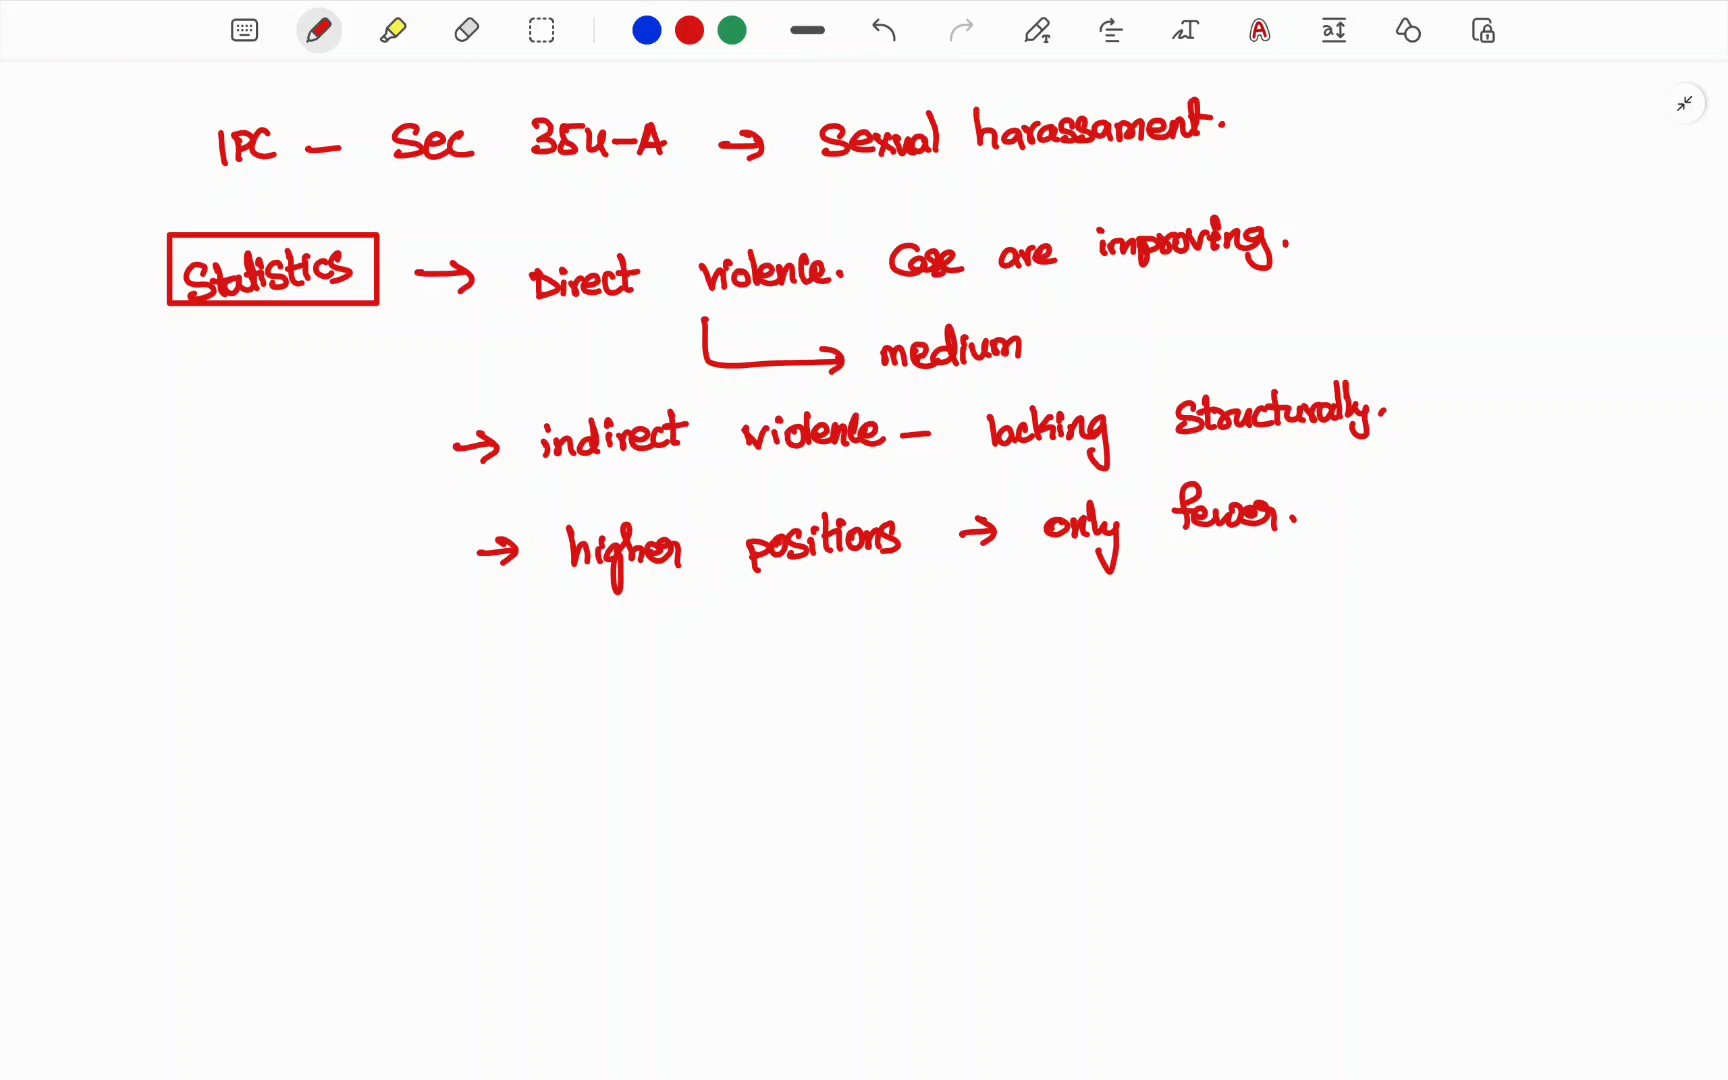 IPC - Sec 354-A → Sexual harassament.
Statistics → Direct violence. Case are improving.
→ medium
→ indirect violence - lacking structurally.
→ higher positions → only fewer.